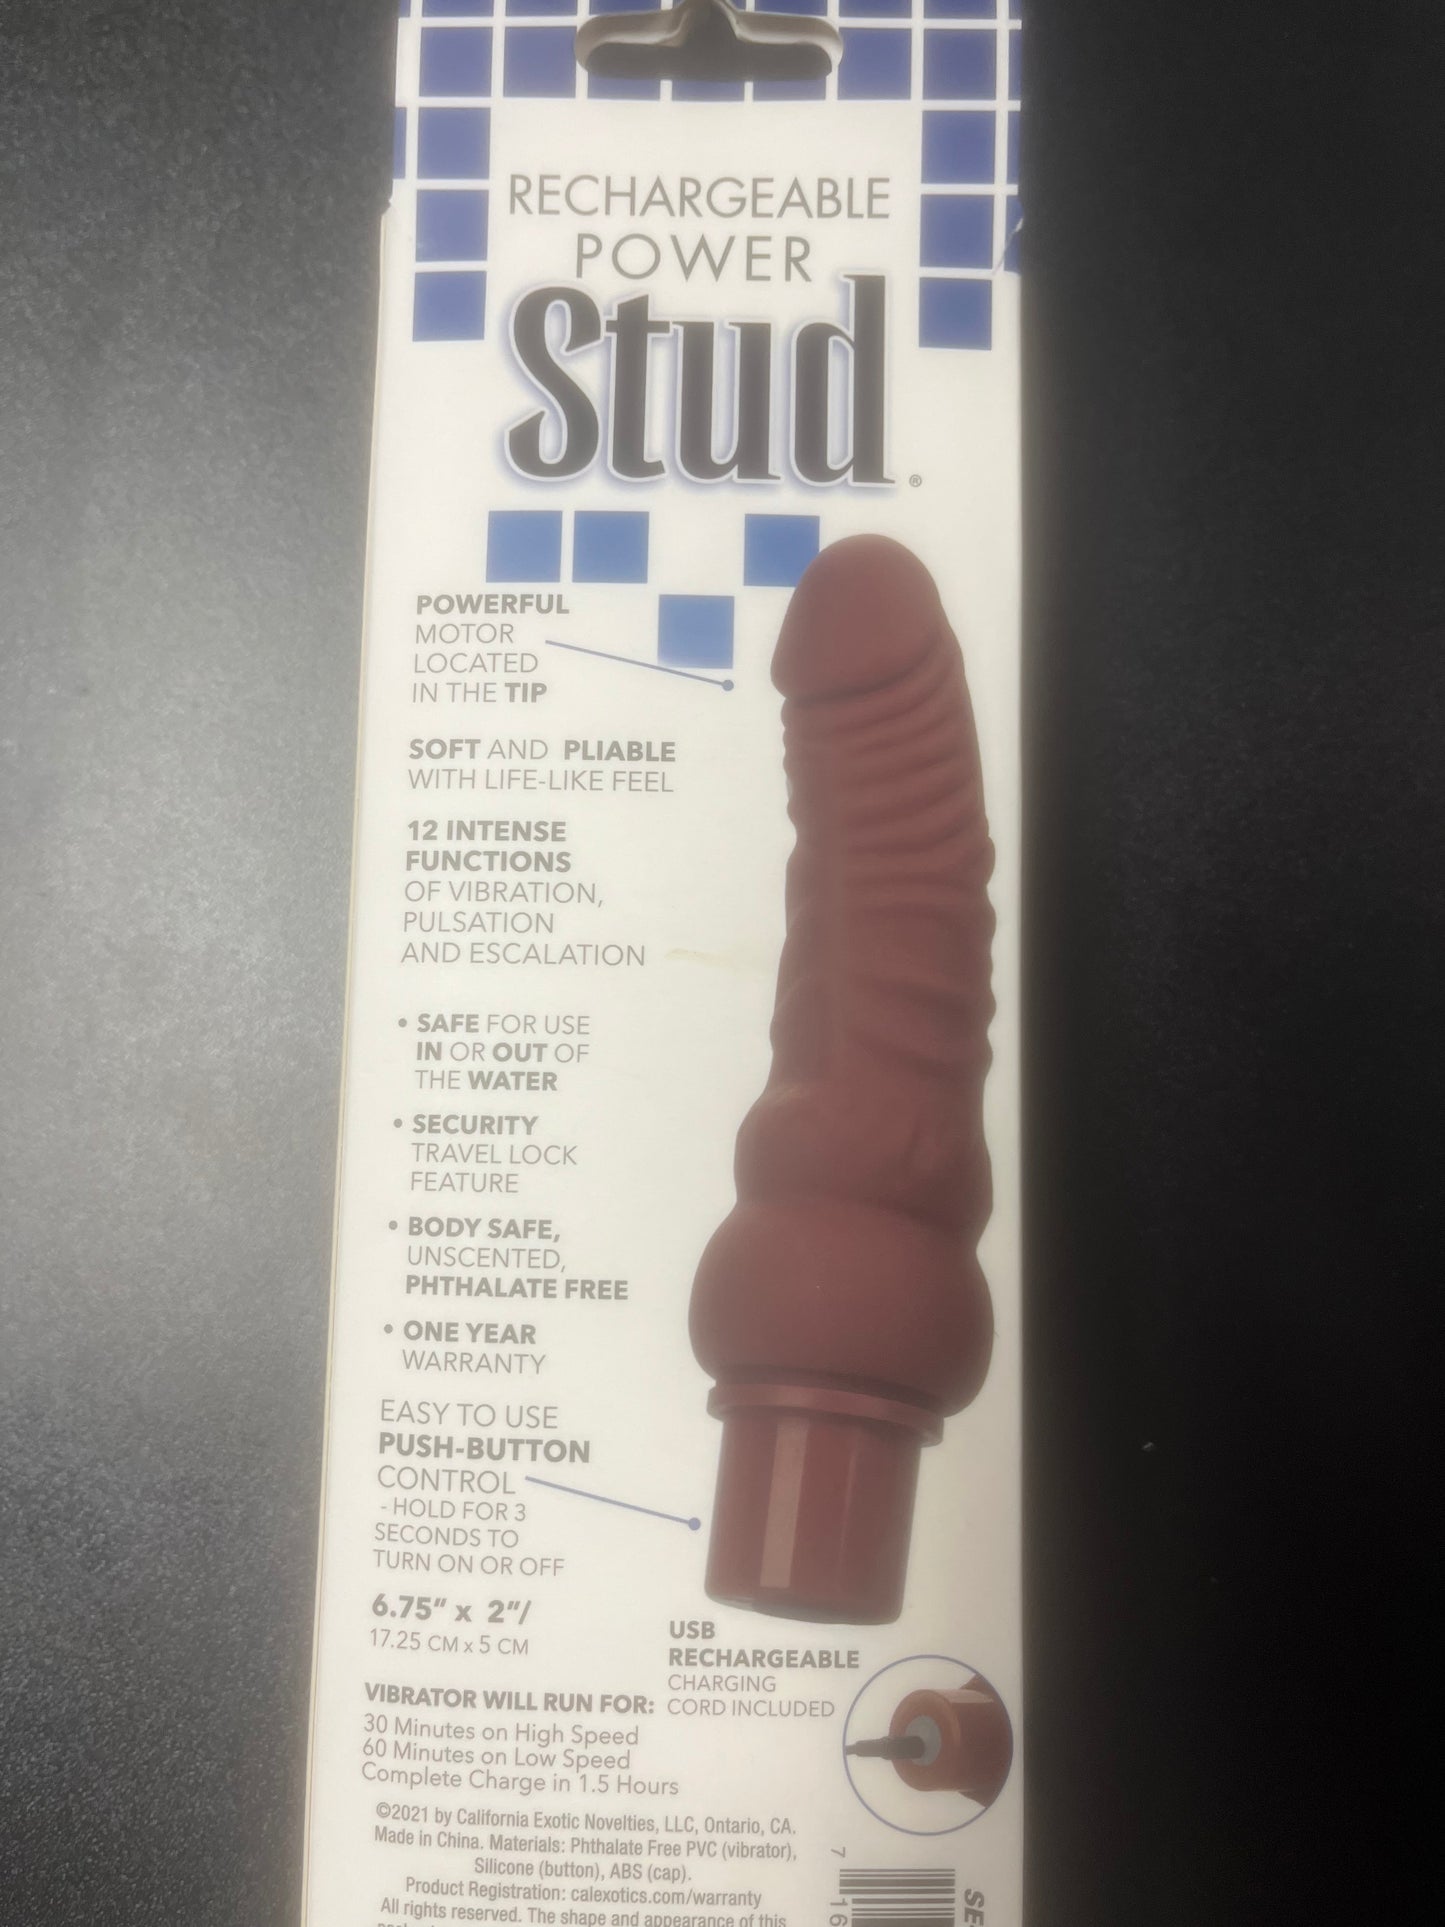 RECHARGEABLE
POWER
Stud®
POWERFUL
MOTOR
LOCATED
IN THE TIP
SOFT AND PLIABLE
WITH LIFE-LIKE FEEL
12 INTENSE
FUNCTIONS
OF VIBRATION,
PULSATION
AND ESCALATION
• SAFE FOR USE
IN OR OUT OF
THE WATER
• SECURITY
TRAVEL LOCK
FEATURE
• BODY SAFE,
UNSCENTED,
PHTHALATE FREE
• ONE YEAR
WARRANTY
EASY TO USE
PUSH-BUTTON
CONTROL
- HOLD FOR 3
SECONDS TO
TURN ON OR OFF
6.75" x 2"/
17.25 CM x 5 CM
USB
RECHARGEABLE
CHARGING
CORD INCLUDED
VIBRATOR WILL RUN FOR:
30 Minutes on High Speed
60 Minutes on Low Speed
Complete Charge in 1.5 Hours
©2021 by California Exotic Novelties, LLC, Ontario, CA.
Made in China. Materials: Phthalate Free PVC (vibrator),
Silicone (button), ABS (cap).
Product Registration: calexotics.com/warranty
All rights reserved. The shape and appearance of this
7
16
SE